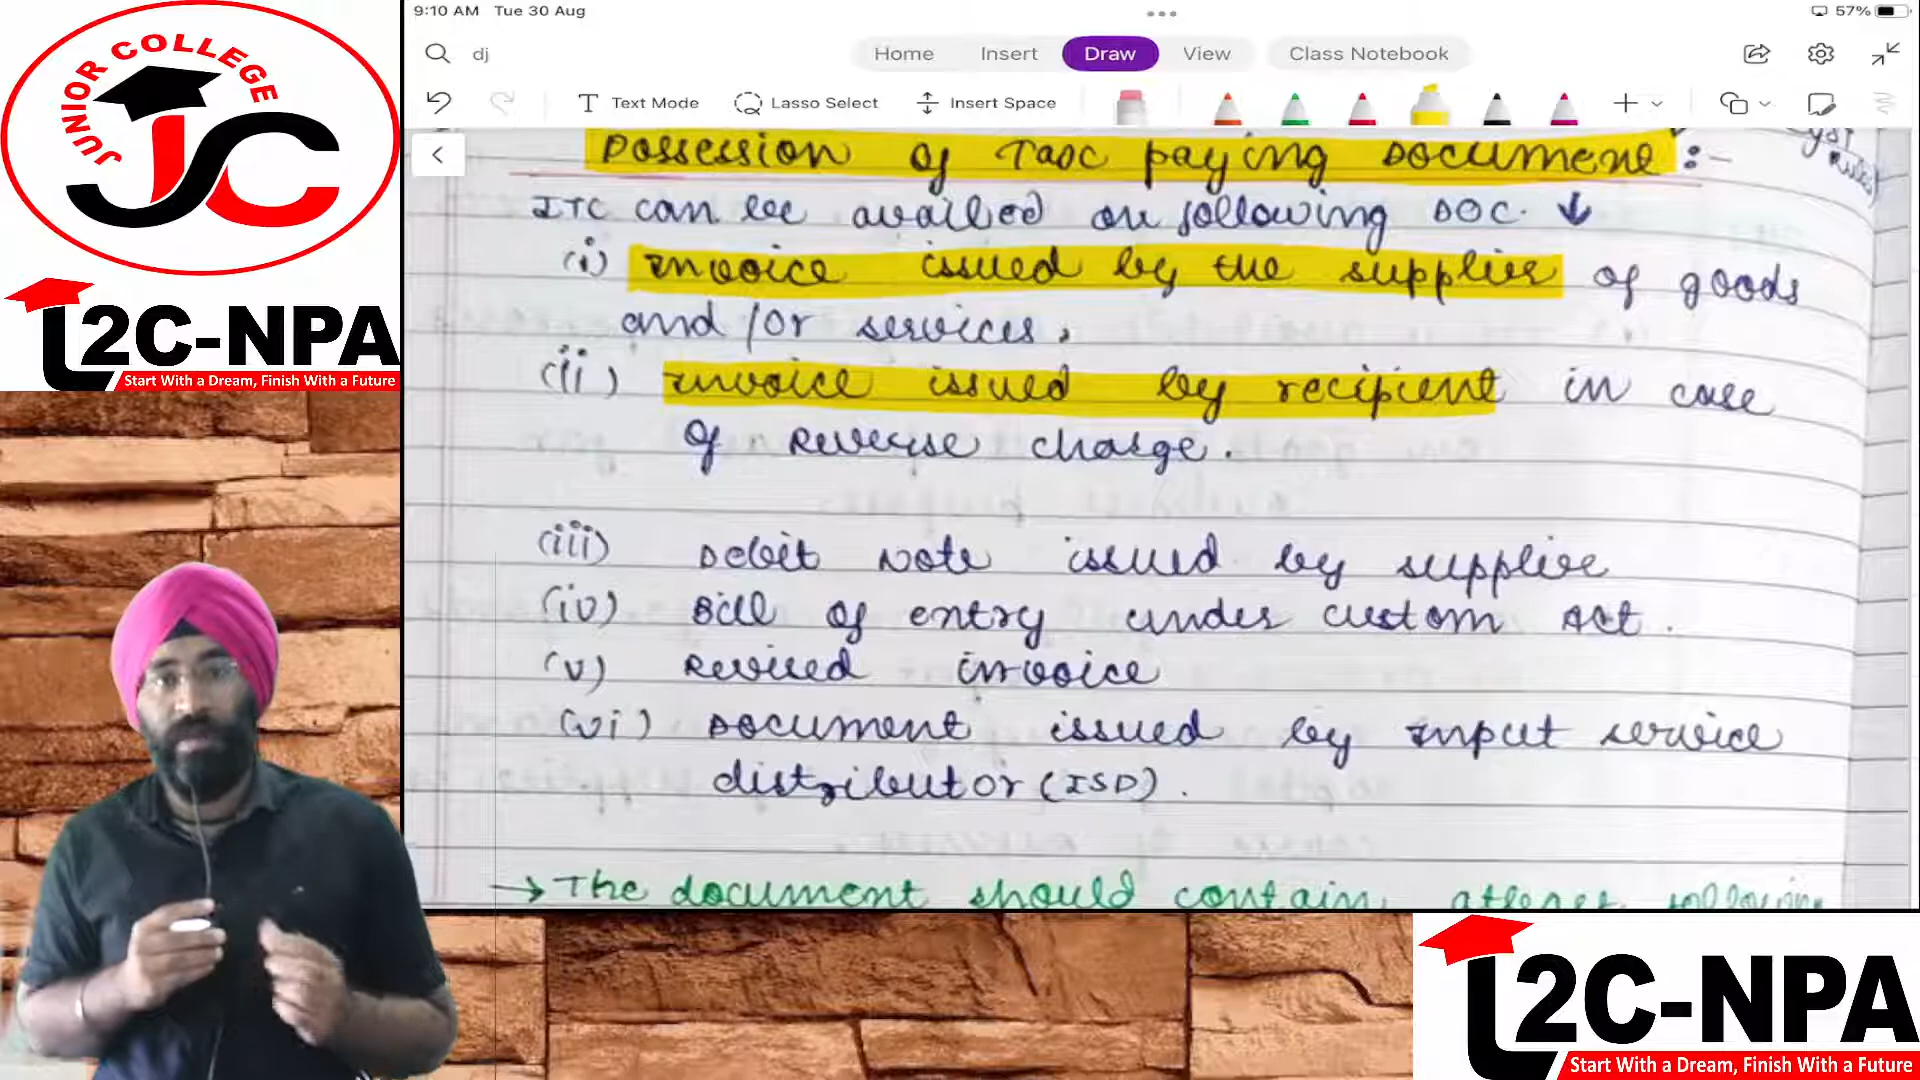 9:10 AM Tue 30 Aug
57%
dj
Home Insert Draw View Class Notebook
Text Mode Lasso Select Insert Space
JUNIOR COLLEGE
JC
L2C-NPA
Start With a Dream, Finish With a Future
Possession of Tax paying Document :-
ITC can be availed on following Doc. ↓
(i) Invoice issued by the supplier of goods
and /or services,
(ii) Invoice issued by recipient in case
of Reverse charge.
(iii) Debit Note issued by supplier
(iv) Bill of entry under custom Act.
(v) Revised invoice
(vi) Document issued by Input service
distributor (ISD).
→ The document should contain atleast following
L2C-NPA
Start With a Dream, Finish With a Future